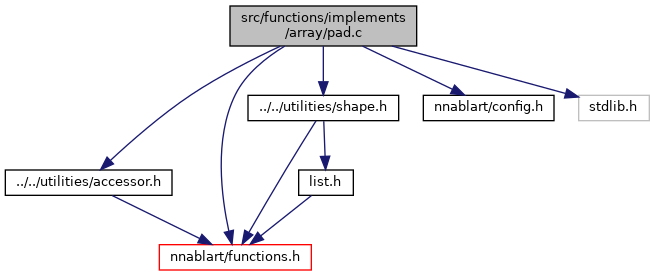 src/functions/implements
/array/pad.c
../../utilities/shape.h
nnablart/config.h
stdlib.h
../../utilities/accessor.h
list.h
nnablart/functions.h